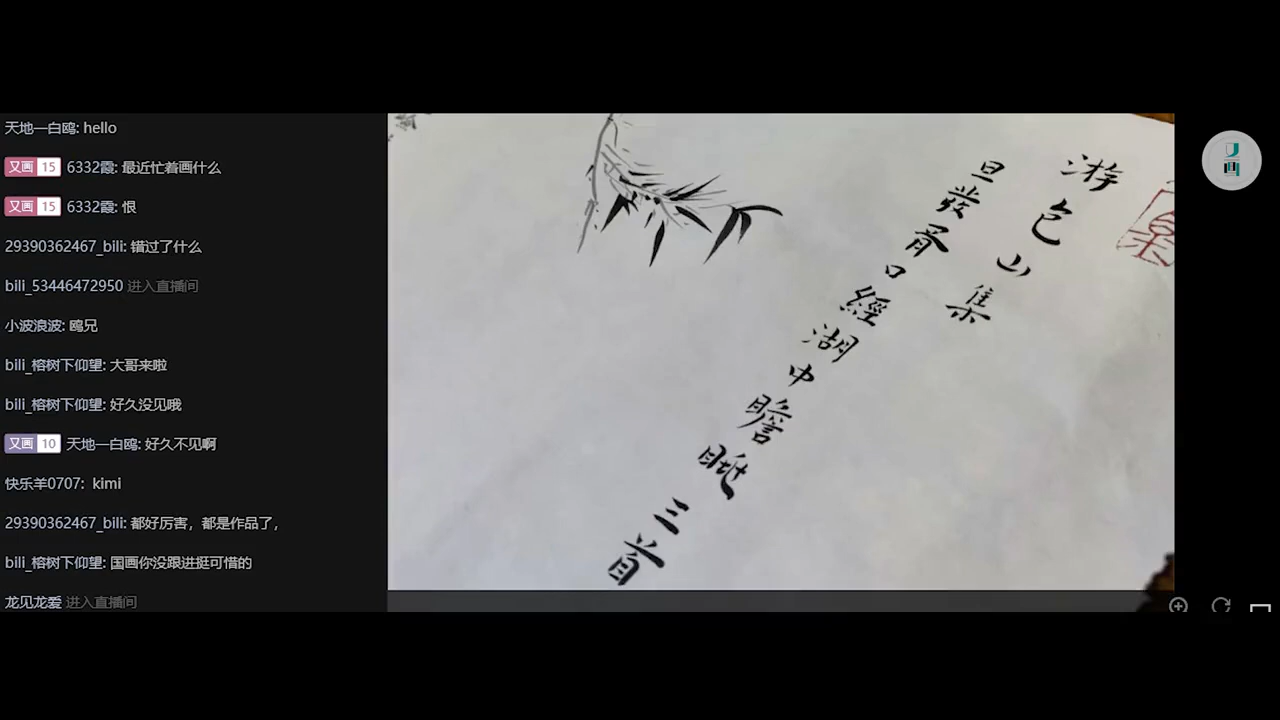 天地一白鸥: hello
又画 15 6332霞: 最近忙着画什么
又画 15 6332霞: 恨
29390362467_bili: 错过了什么
bili_53446472950 进入直播间
小波浪波: 鸥兄
bili_榕树下仰望: 大哥来啦
bili_榕树下仰望: 好久没见哦
又画 10 天地一白鸥: 好久不见啊
快乐羊0707: kimi
29390362467_bili: 都好厉害，都是作品了，
bili_榕树下仰望: 国画你没跟进挺可惜的
龙见龙爱 进入直播间
游包山集
旦發胥口經湖中瞻眺三首